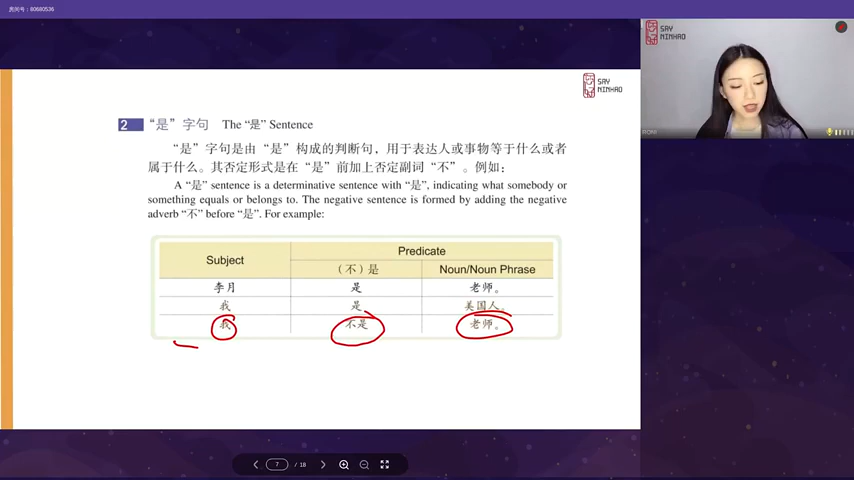 房间号：80680536
SAY
NINHAO
SAY
NINHAO
2 “是”字句 The “是” Sentence
“是”字句是由“是”构成的判断句，用于表达人或事物等于什么或者
属于什么。其否定形式是在“是”前加上否定副词“不”。例如：
A “是” sentence is a determinative sentence with “是”, indicating what somebody or
something equals or belongs to. The negative sentence is formed by adding the negative
adverb “不” before “是”. For example:
Subject
Predicate
（不）是
Noun/Noun Phrase
李月 是 老师。
我 是 美国人。
我 不是 老师。
7 / 18